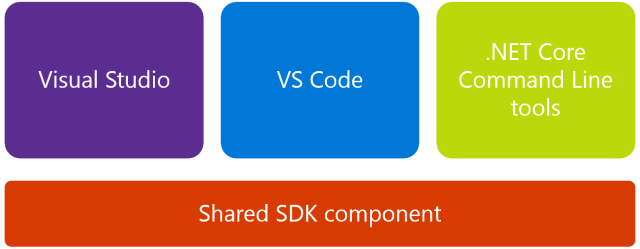 Visual Studio
VS Code
.NET Core
Command Line
tools
Shared SDK component